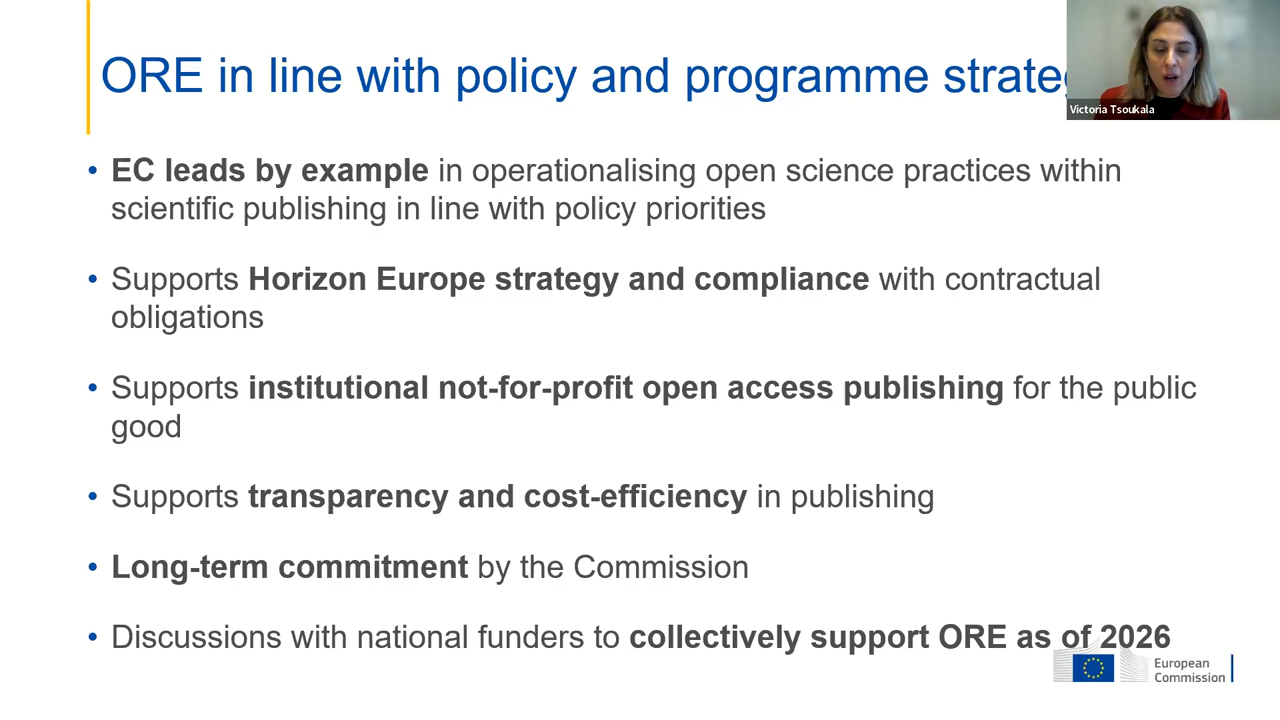 ORE in line with policy and programme strateg
Victoria Tsoukala
• EC leads by example in operationalising open science practices within
scientific publishing in line with policy priorities
• Supports Horizon Europe strategy and compliance with contractual
obligations
• Supports institutional not-for-profit open access publishing for the public
good
• Supports transparency and cost-efficiency in publishing
• Long-term commitment by the Commission
• Discussions with national funders to collectively support ORE as of 2026
European
Commission